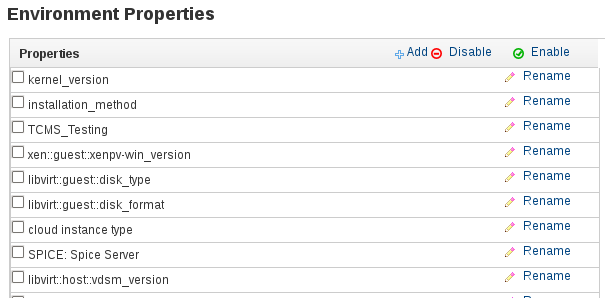 Environment Properties
Properties Add Disable Enable
kernel_version Rename
installation_method Rename
TCMS_Testing Rename
xen::guest::xenpv-win_version Rename
libvirt::guest::disk_type Rename
libvirt::guest::disk_format Rename
cloud instance type Rename
SPICE: Spice Server Rename
libvirt::host::vdsm_version Rename
Rename